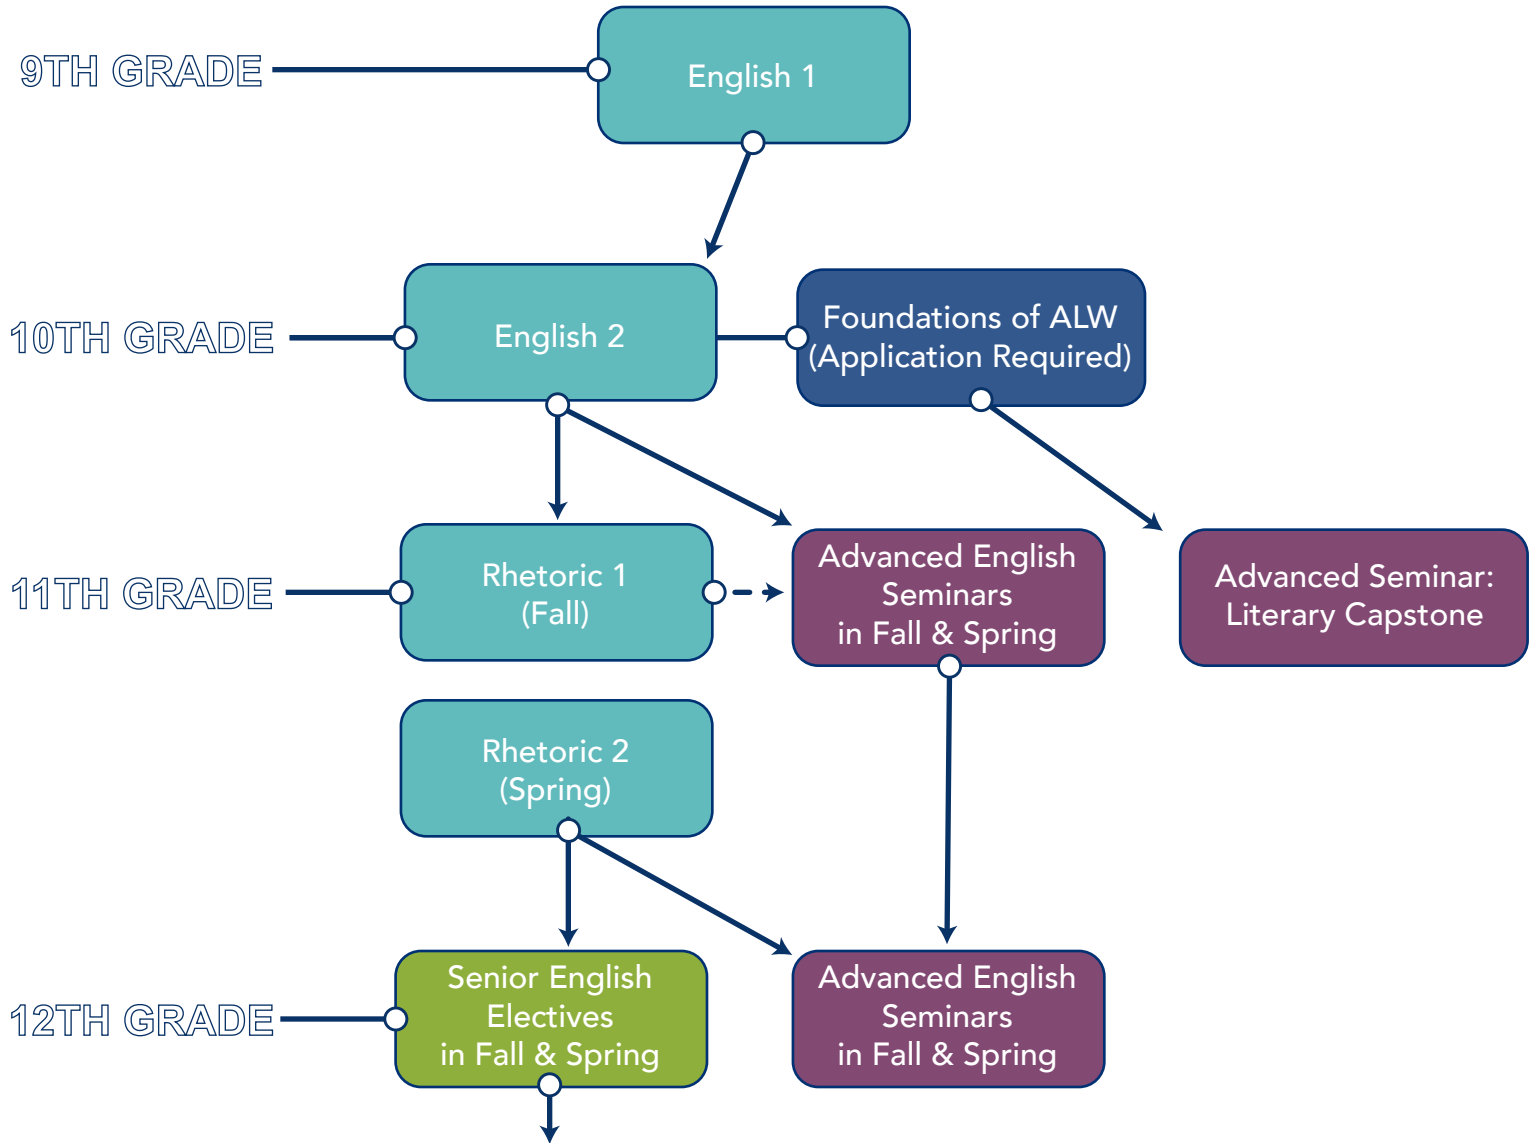 9TH GRADE
English 1
10TH GRADE
English 2
Foundations of ALW
(Application Required)
11TH GRADE
Rhetoric 1
(Fall)
Advanced English
Seminars
in Fall & Spring
Advanced Seminar:
Literary Capstone
Rhetoric 2
(Spring)
12TH GRADE
Senior English
Electives
in Fall & Spring
Advanced English
Seminars
in Fall & Spring